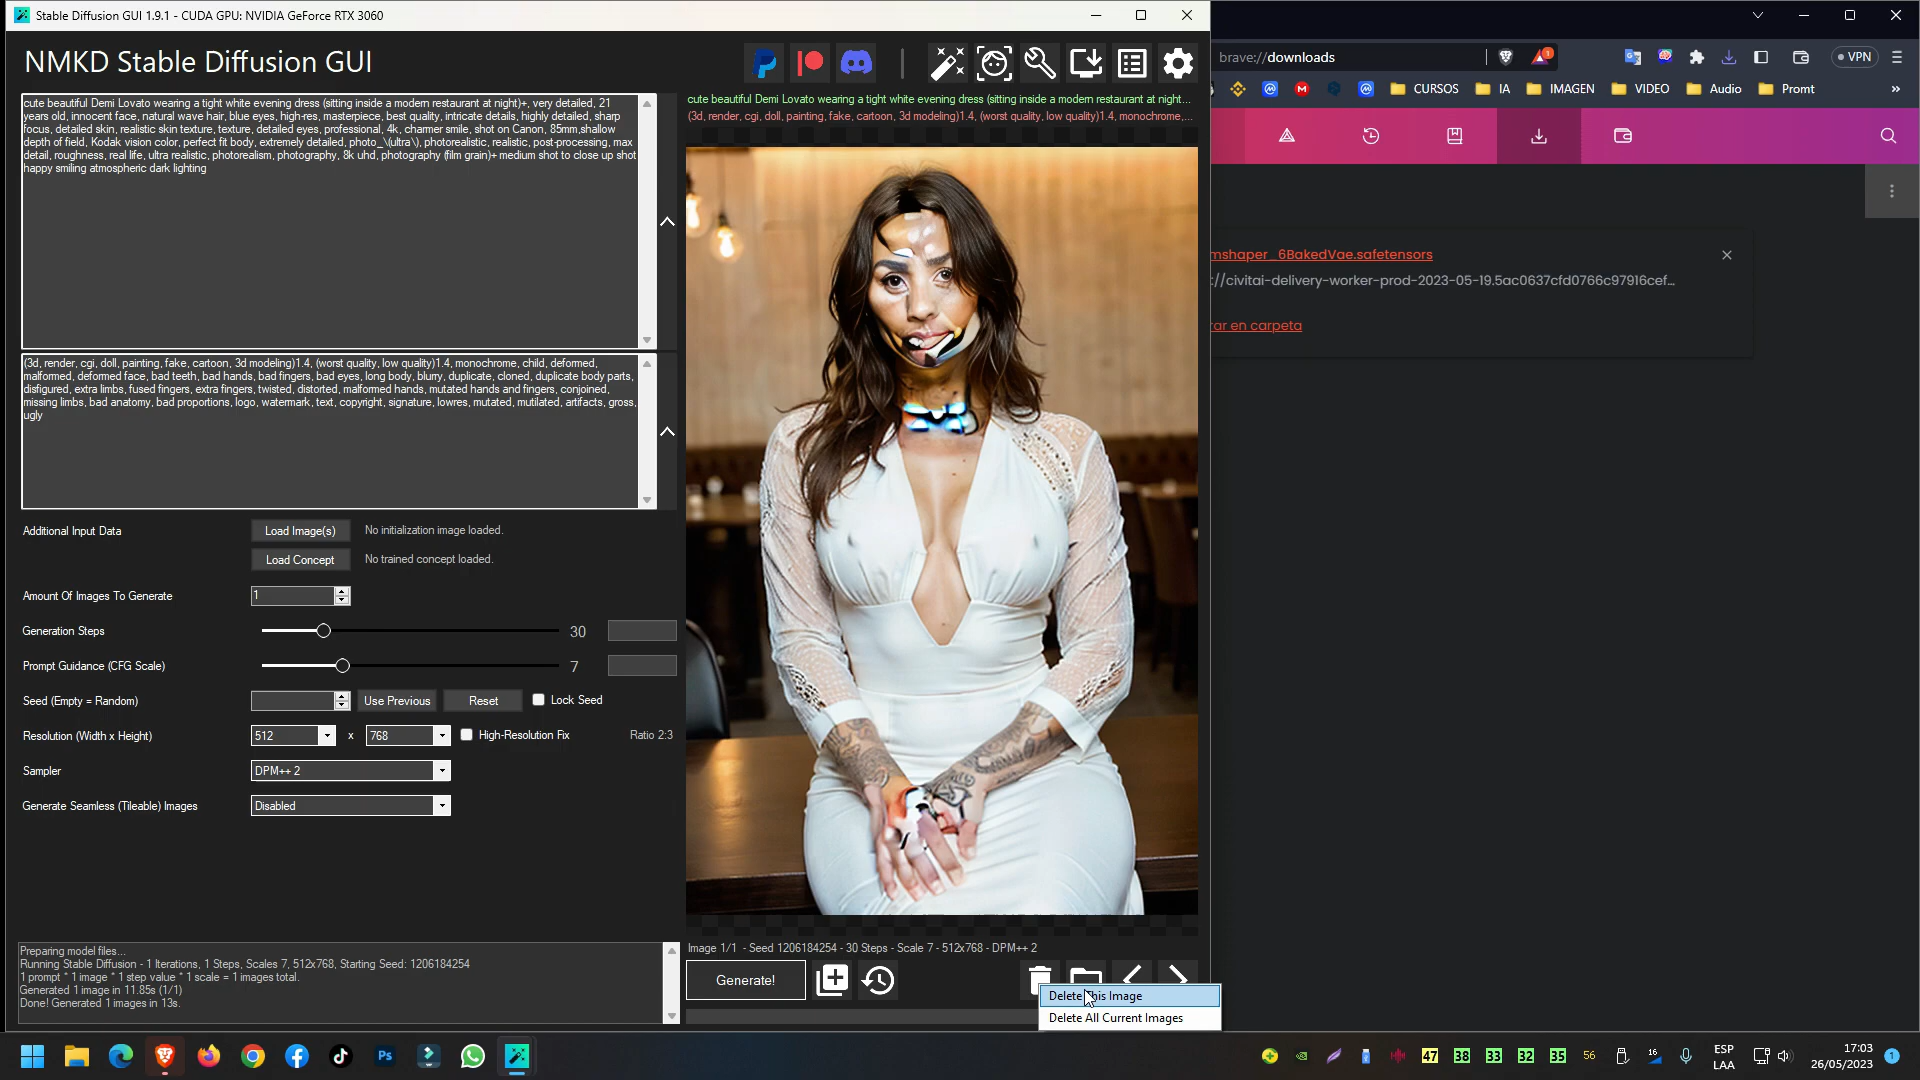 Stable Diffusion GUI 1.9.1 - CUDA GPU: NVIDIA GeForce RTX 3060
NMKD Stable Diffusion GUI
cute beautiful Demi Lovato wearing a tight white evening dress (sitting inside a modern restaurant at night)+, very detailed, 21
years old, innocent face, natural wave hair, blue eyes, high-res, masterpiece, best quality, intricate details, highly detailed, sharp
focus, detailed skin, realistic skin texture, texture, detailed eyes, professional, 4k, charmer smile, shot on Canon, 85mm,shallow
depth of field, Kodak vision color, perfect fit body, extremely detailed, photo_\(ultra\), photorealistic, realistic, post-processing, max
detail, roughness, real life, ultra realistic, photorealism, photography, 8k uhd, photography (film grain)+ medium shot to close up shot
happy smiling atmospheric dark lighting
(3d, render, cgi, doll, painting, fake, cartoon, 3d modeling)1.4, (worst quality, low quality)1.4, monochrome, child, deformed,
malformed, deformed face, bad teeth, bad hands, bad fingers, bad eyes, long body, blurry, duplicate, cloned, duplicate body parts,
disfigured, extra limbs, fused fingers, extra fingers, twisted, distorted, malformed hands, mutated hands and fingers, conjoined,
missing limbs, bad anatomy, bad proportions, logo, watermark, text, copyright, signature, lowres, mutated, mutilated, artifacts, gross,
ugly
Additional Input Data
Load Image(s)
No initialization image loaded.
Load Concept
No trained concept loaded.
Amount Of Images To Generate
1
Generation Steps
30
Prompt Guidance (CFG Scale)
7
Seed (Empty = Random)
Use Previous
Reset
Lock Seed
Resolution (Width x Height)
512
x
768
High-Resolution Fix
Ratio 2:3
Sampler
DPM++ 2
Generate Seamless (Tileable) Images
Disabled
Preparing model files...
Running Stable Diffusion - 1 Iterations, 1 Steps, Scales 7, 512x768, Starting Seed: 1206184254
1 prompt * 1 image * 1 step value * 1 scale = 1 images total.
Generated 1 image in 11.85s (1/1)
Done! Generated 1 images in 13s.
cute beautiful Demi Lovato wearing a tight white evening dress (sitting inside a modern restaurant at night...
(3d, render, cgi, doll, painting, fake, cartoon, 3d modeling)1.4, (worst quality, low quality)1.4, monochrome,...
Image 1/1 - Seed 1206184254 - 30 Steps - Scale 7 - 512x768 - DPM++ 2
Generate!
Delete This Image
Delete All Current Images
brave://downloads
1
VPN
CURSOS
IA
IMAGEN
VIDEO
Audio
Promt
»
mshaper_6BakedVae.safetensors
://civitai-delivery-worker-prod-2023-05-19.5ac0637cfd0766c97916cef...
rar en carpeta
Ps
47
38
33
32
35
56
16
ESP
LAA
17:03
26/05/2023
1